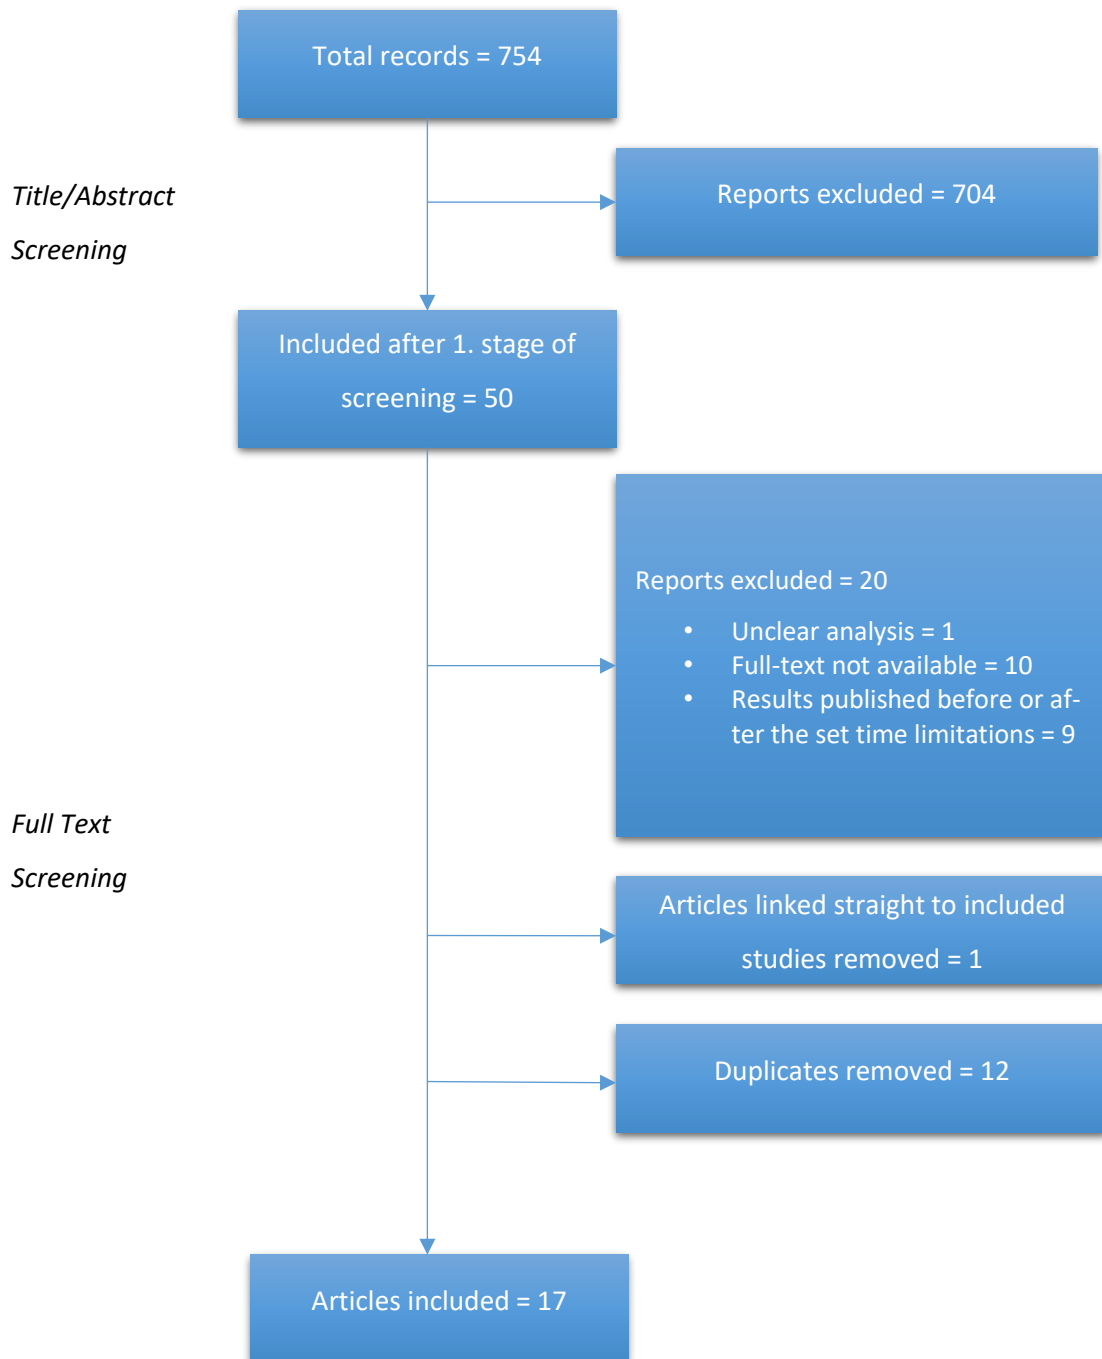 Total records = 754
Title/Abstract
Screening
Reports excluded = 704
Included after 1. stage of
screening = 50
Reports excluded = 20
• Unclear analysis = 1
• Full-text not available = 10
• Results published before or af-
ter the set time limitations = 9
Full Text
Screening
Articles linked straight to included
studies removed = 1
Duplicates removed = 12
Articles included = 17